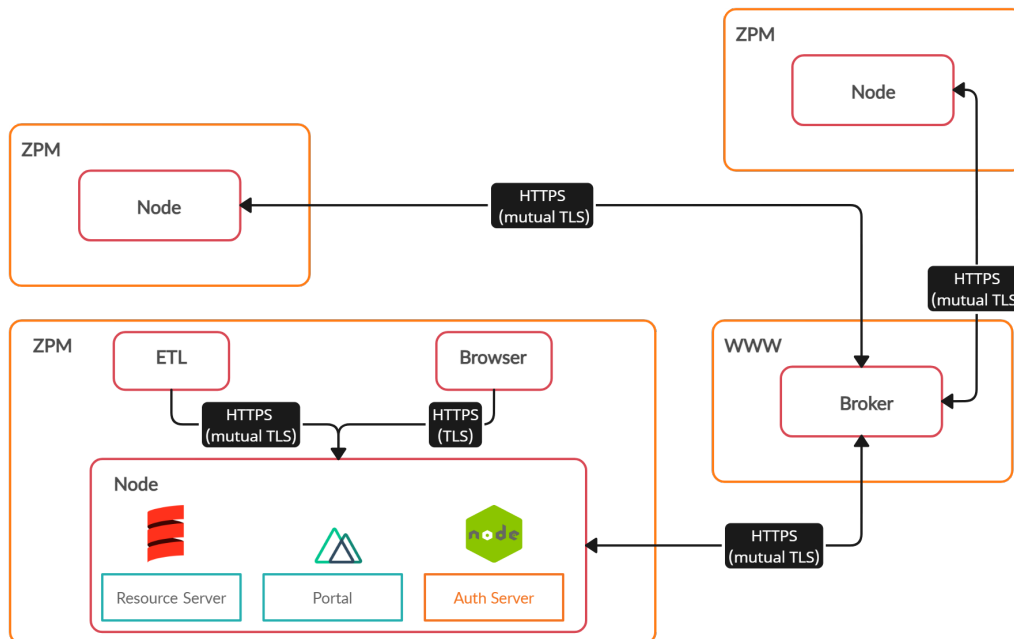 ZPM
Node
ZPM
Node
HTTPS
(mutual TLS)
HTTPS
(mutual TLS
ZPM
ETL
Browser
HTTPS
(mutual TLS)
HTTPS
(TLS)
WWW
Broker
Node
node
Resource Server
Portal
Auth Server
HTTPS
(mutual TLS)